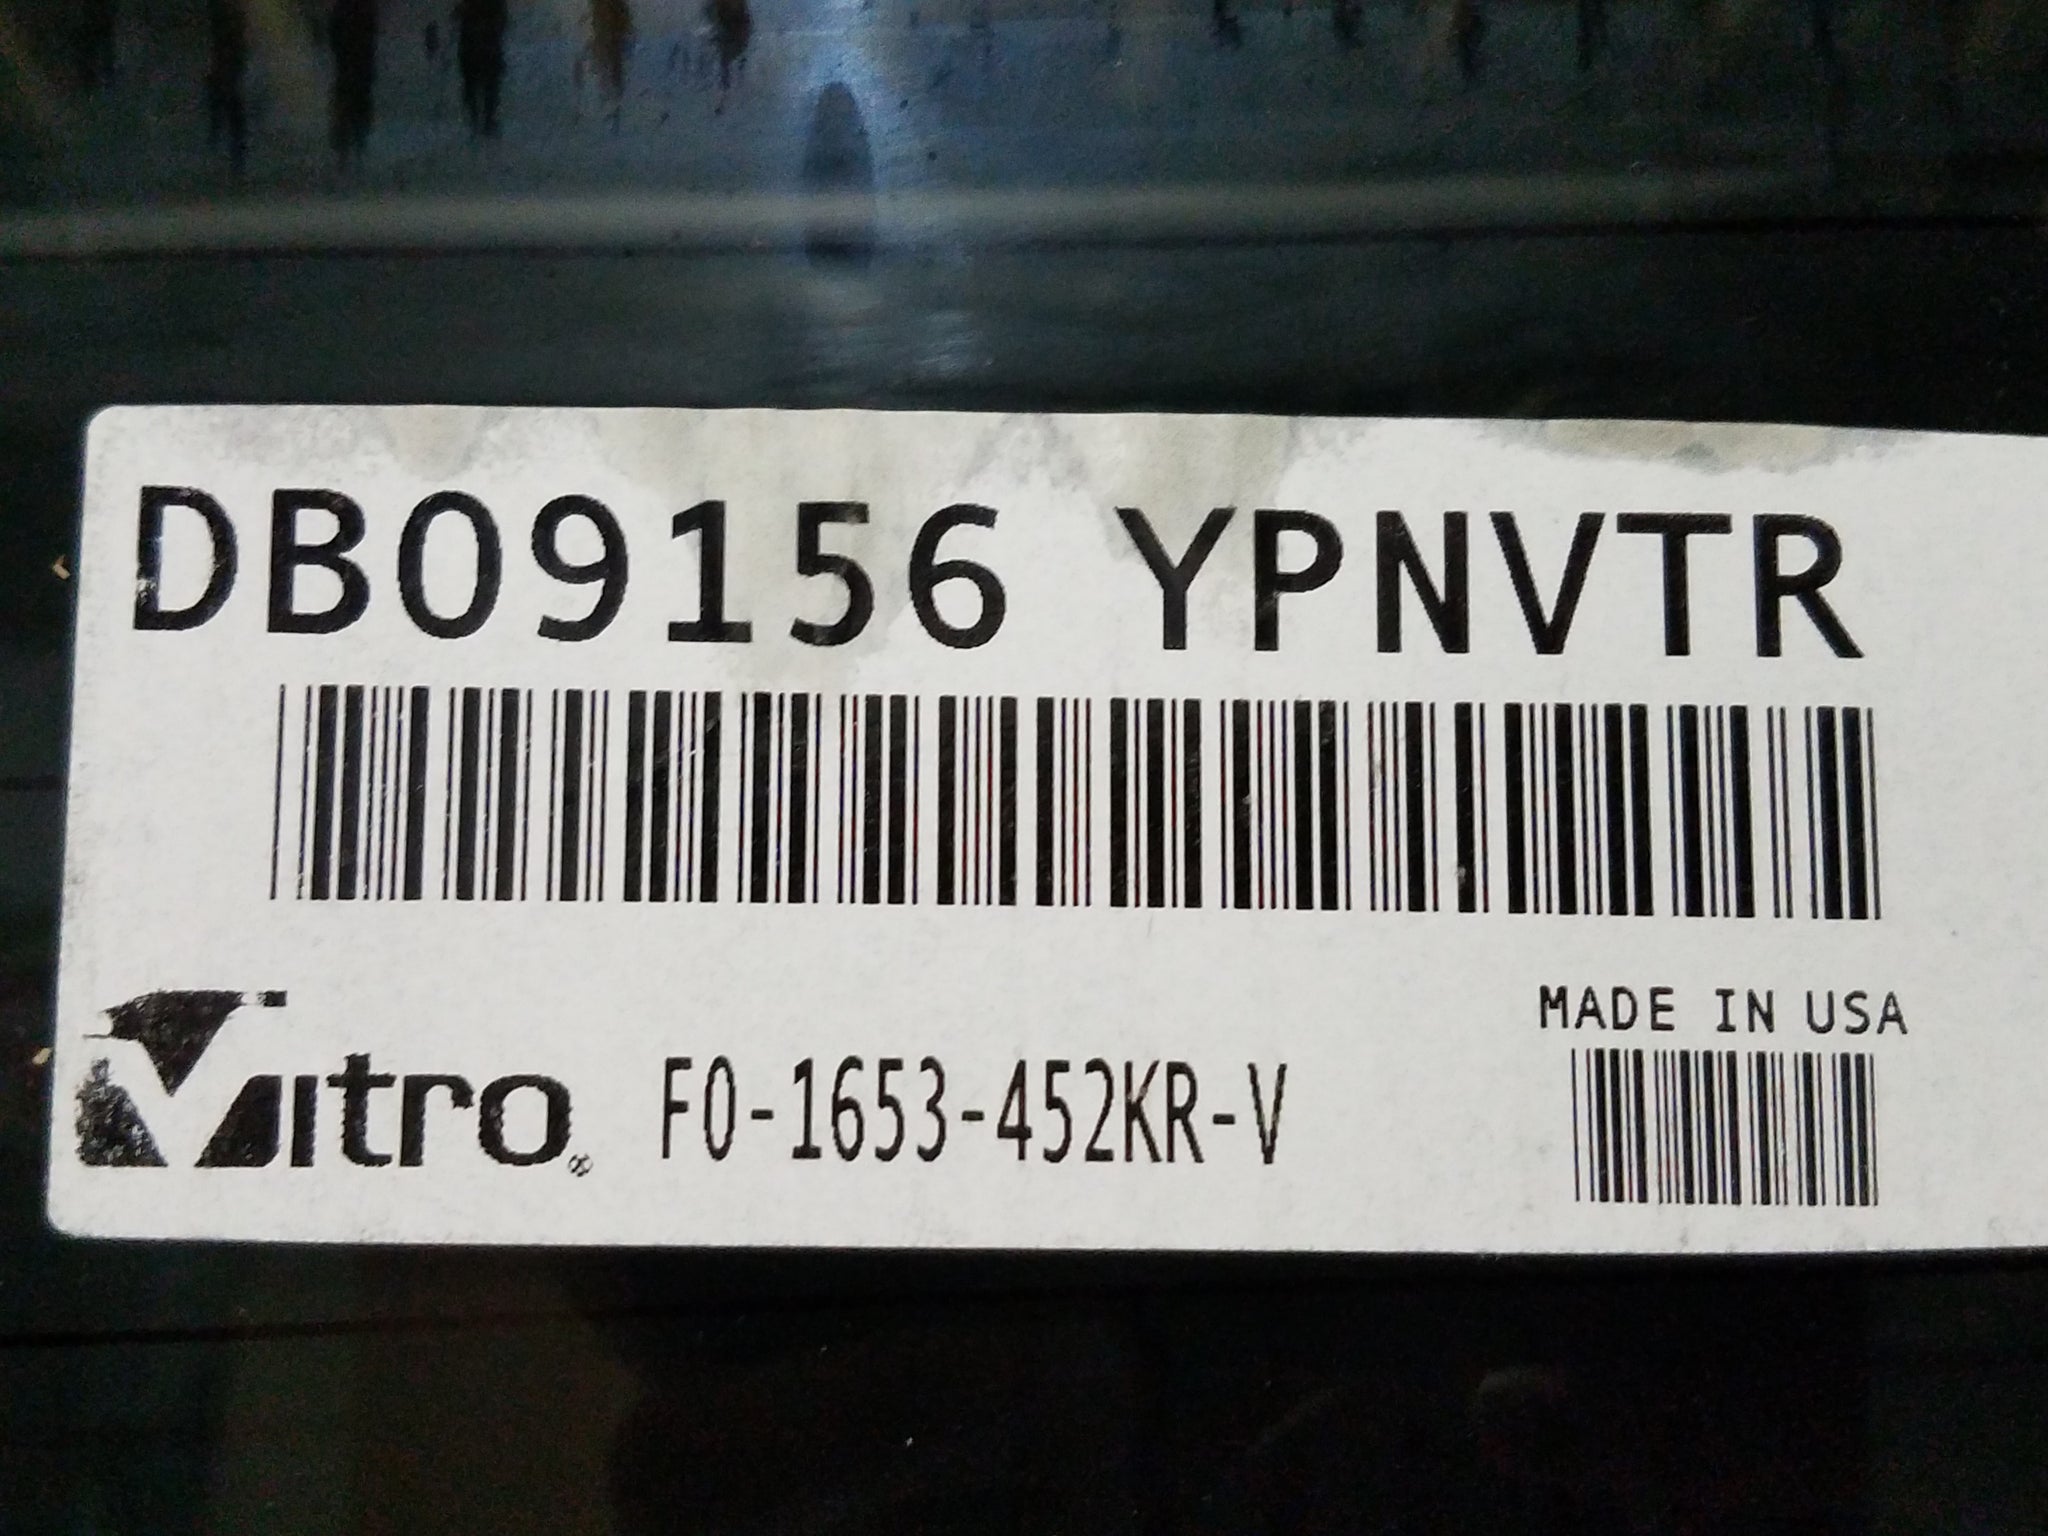 DB09156 YPNVTR
MADE IN USA
Vitro® F0-1653-452KR-V